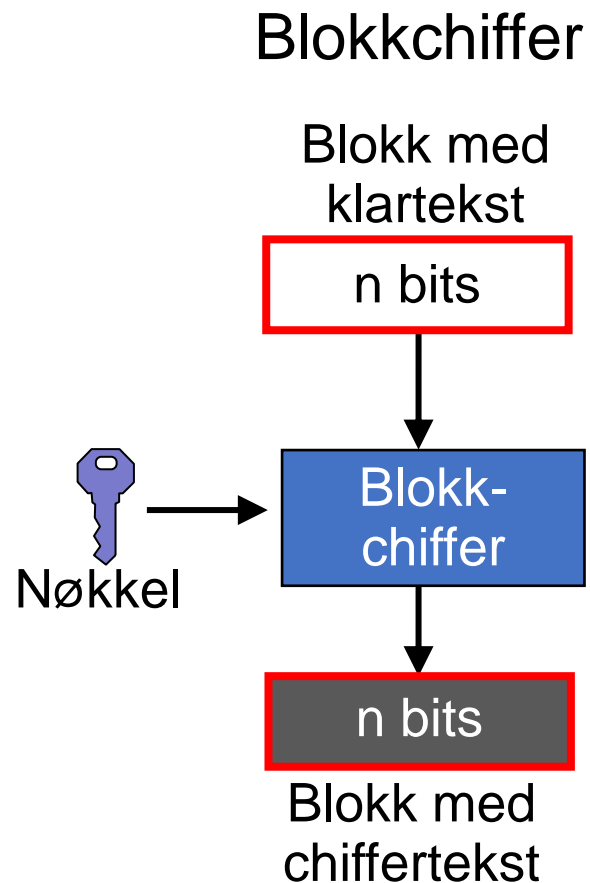 Blokkchiffer
Blokk med
klartekst
n bits
Blokk-
chiffer
Nøkkel
n bits
Blokk med
chiffertekst